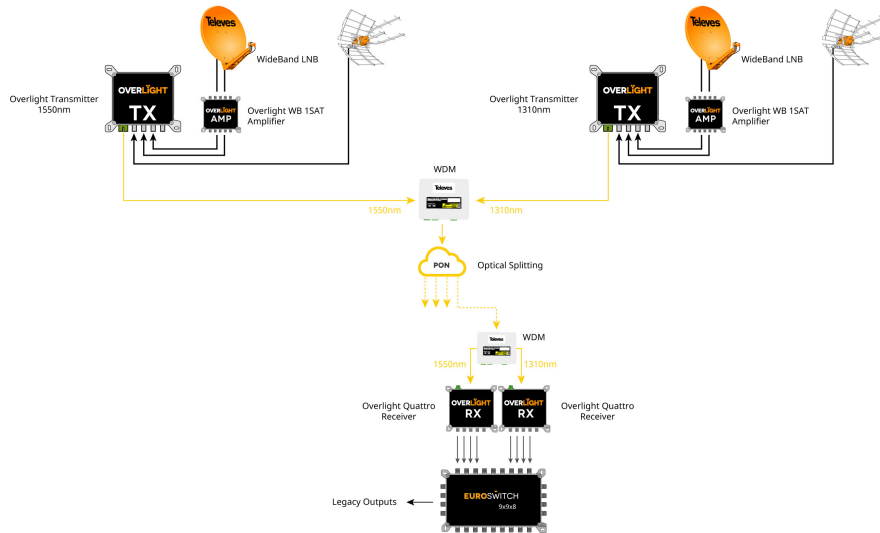 Televes
Televes
WideBand LNB
WideBand LNB
Overlight Transmitter
1550nm
OVERLIGHT
TX
OVERLIGHT
AMP
Overlight WB 1SAT
Amplifier
Overlight Transmitter
1310nm
OVERLIGHT
TX
OVERLIGHT
AMP
Overlight WB 1SAT
Amplifier
WDM
Televes
1550nm
1310nm
PON
Optical Splitting
WDM
Televes
1550nm
1310nm
Overlight Quattro
Receiver
OVERLIGHT
RX
OVERLIGHT
RX
Overlight Quattro
Receiver
Legacy Outputs
EUROSWITCH
9x9x8